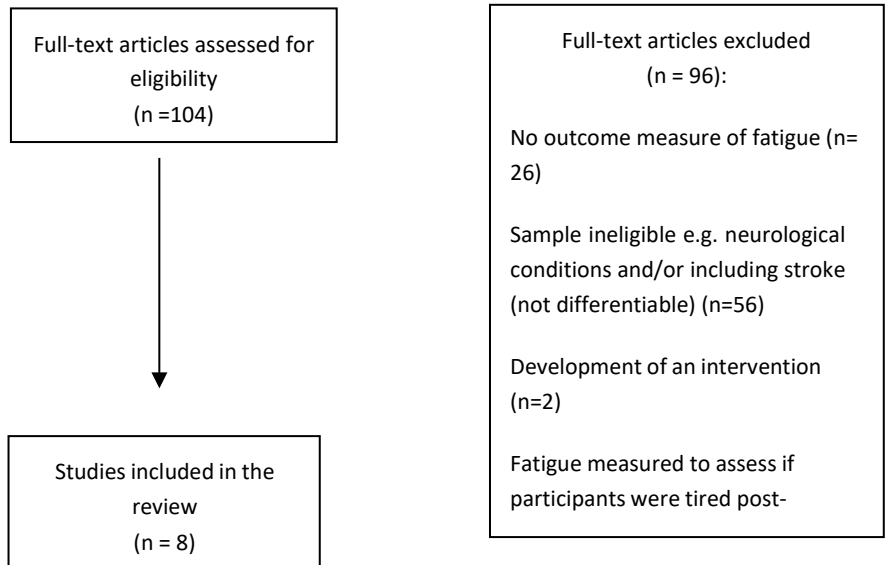 Full-text articles assessed for
eligibility
(n =104)
Full-text articles excluded
(n = 96):
No outcome measure of fatigue (n=
26)
Sample ineligible e.g. neurological
conditions and/or including stroke
(not differentiable) (n=56)
Development of an intervention
(n=2)
Fatigue measured to assess if
participants were tired post-
Studies included in the
review
(n = 8)